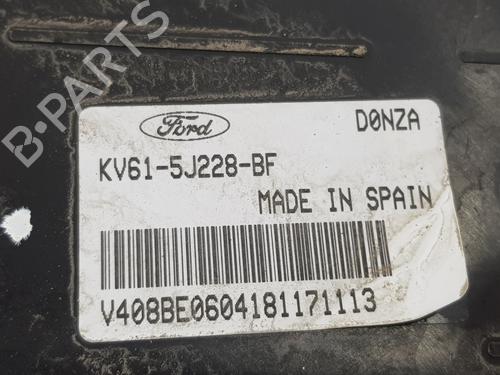 Ford
D0NZA
KV61-5J228-BF
MADE IN SPAIN
V408BE0604181171113
B-PARTS